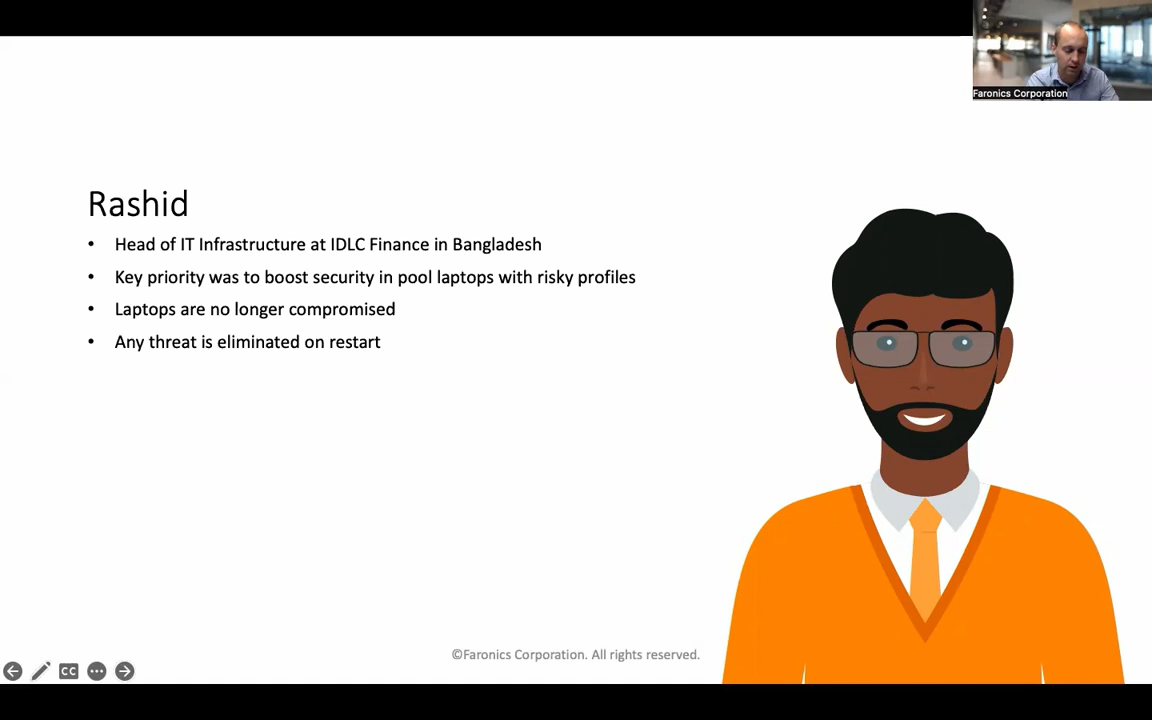 Faronics Corporation
Rashid
• Head of IT Infrastructure at IDLC Finance in Bangladesh
• Key priority was to boost security in pool laptops with risky profiles
• Laptops are no longer compromised
• Any threat is eliminated on restart
©Faronics Corporation. All rights reserved.
CC